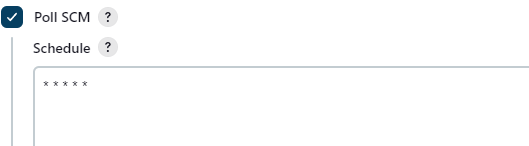 Poll SCM ?
Schedule ?
* * * * *